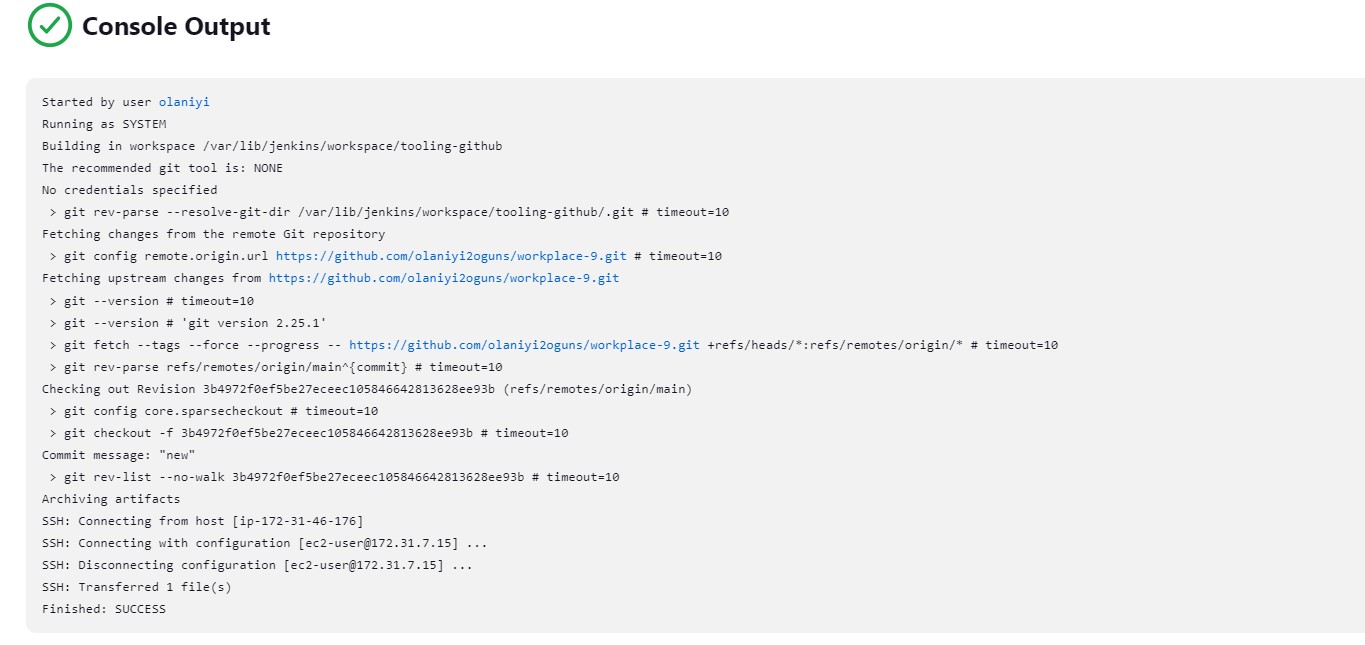 Console Output
Started by user olaniyi
Running as SYSTEM
Building in workspace /var/lib/jenkins/workspace/tooling-github
The recommended git tool is: NONE
No credentials specified
 > git rev-parse --resolve-git-dir /var/lib/jenkins/workspace/tooling-github/.git # timeout=10
Fetching changes from the remote Git repository
 > git config remote.origin.url https://github.com/olaniyi2oguns/workplace-9.git # timeout=10
Fetching upstream changes from https://github.com/olaniyi2oguns/workplace-9.git
 > git --version # timeout=10
 > git --version # 'git version 2.25.1'
 > git fetch --tags --force --progress -- https://github.com/olaniyi2oguns/workplace-9.git +refs/heads/*:refs/remotes/origin/* # timeout=10
 > git rev-parse refs/remotes/origin/main^{commit} # timeout=10
Checking out Revision 3b4972f0ef5be27eceec105846642813628ee93b (refs/remotes/origin/main)
 > git config core.sparsecheckout # timeout=10
 > git checkout -f 3b4972f0ef5be27eceec105846642813628ee93b # timeout=10
Commit message: "new"
 > git rev-list --no-walk 3b4972f0ef5be27eceec105846642813628ee93b # timeout=10
Archiving artifacts
SSH: Connecting from host [ip-172-31-46-176]
SSH: Connecting with configuration [ec2-user@172.31.7.15] ...
SSH: Disconnecting configuration [ec2-user@172.31.7.15] ...
SSH: Transferred 1 file(s)
Finished: SUCCESS